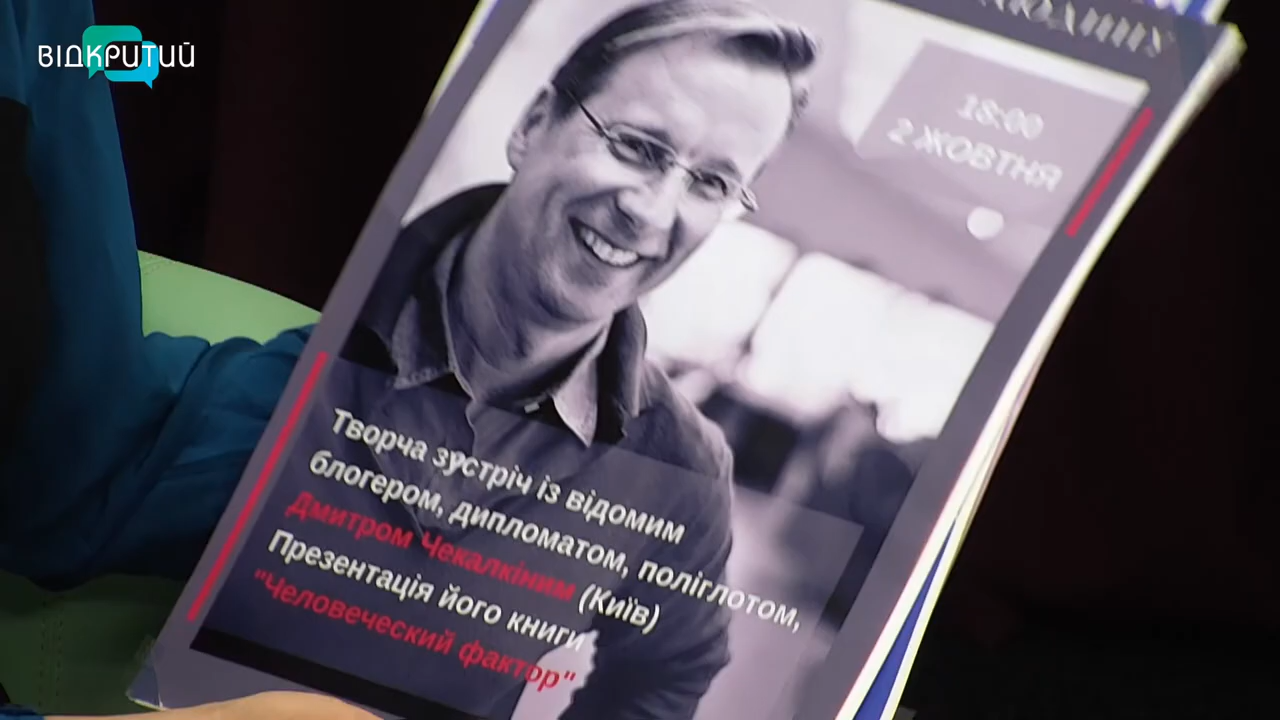 ВІДКРИТИЙ
18:00
2 ЖОВТНЯ
Творча зустріч із відомим
блогером, дипломатом, поліглотом,
Дмитром Чекалкіним (Київ)
Презентація його книги
"Человеческий фактор"